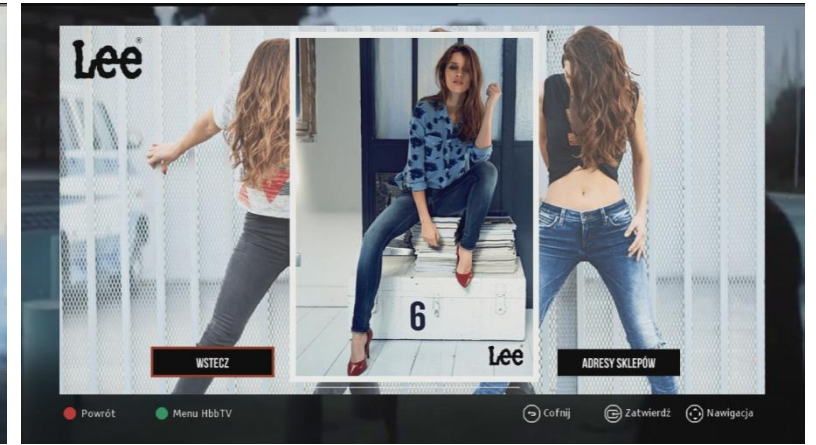 Lee®
6
Lee
WSTECZ
ADRESY SKLEPÓW
Powrót
Menu HbbTV
Cofnij
Zatwierdź
Nawigacja